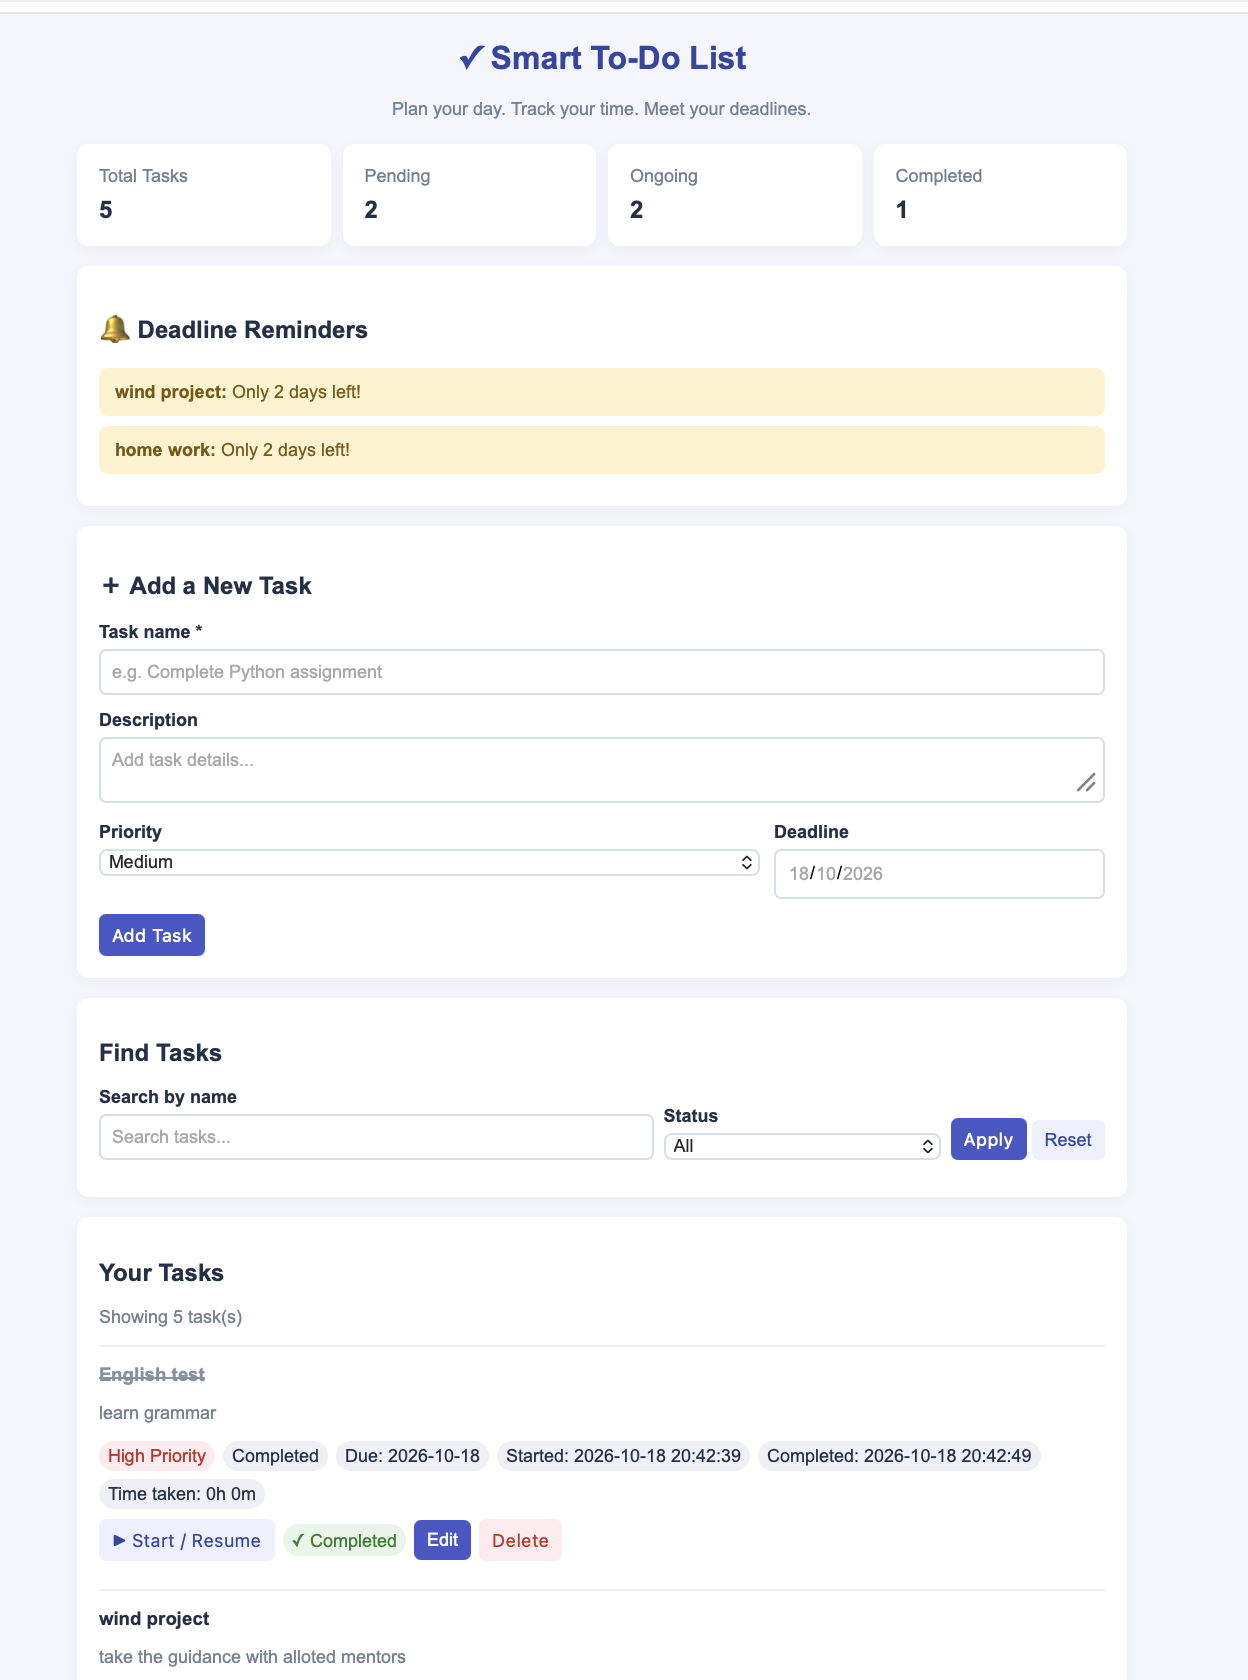 ✓ Smart To-Do List
Plan your day. Track your time. Meet your deadlines.
Total Tasks
5
Pending
2
Ongoing
2
Completed
1
🔔 Deadline Reminders
wind project: Only 2 days left!
home work: Only 2 days left!
+ Add a New Task
Task name *
e.g. Complete Python assignment
Description
Add task details...
Priority
Medium
Deadline
18/10/2026
Add Task
Find Tasks
Search by name
Search tasks...
Status
All
Apply
Reset
Your Tasks
Showing 5 task(s)
English test
learn grammar
High Priority Completed Due: 2026-10-18 Started: 2026-10-18 20:42:39 Completed: 2026-10-18 20:42:49
Time taken: 0h 0m
▶ Start / Resume ✓ Completed Edit Delete
wind project
take the guidance with alloted mentors